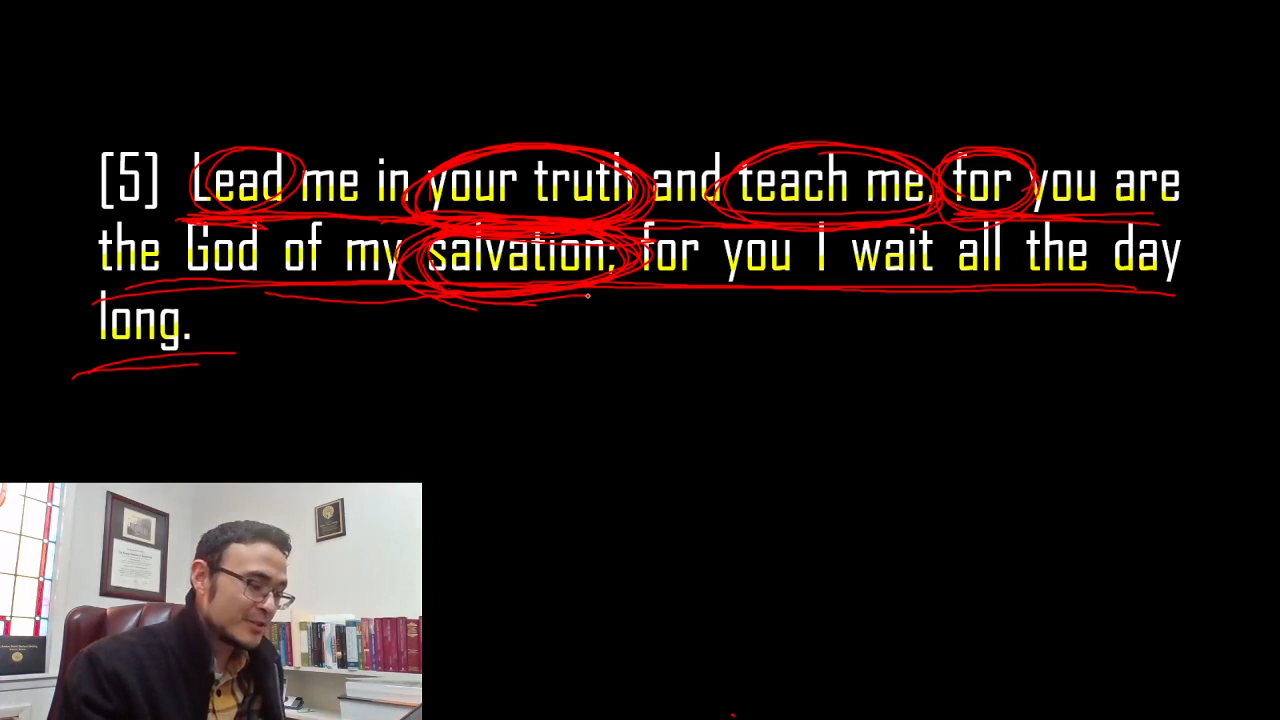 [5] Lead me in your truth and teach me, for you are
the God of my salvation; for you I wait all the day
long.